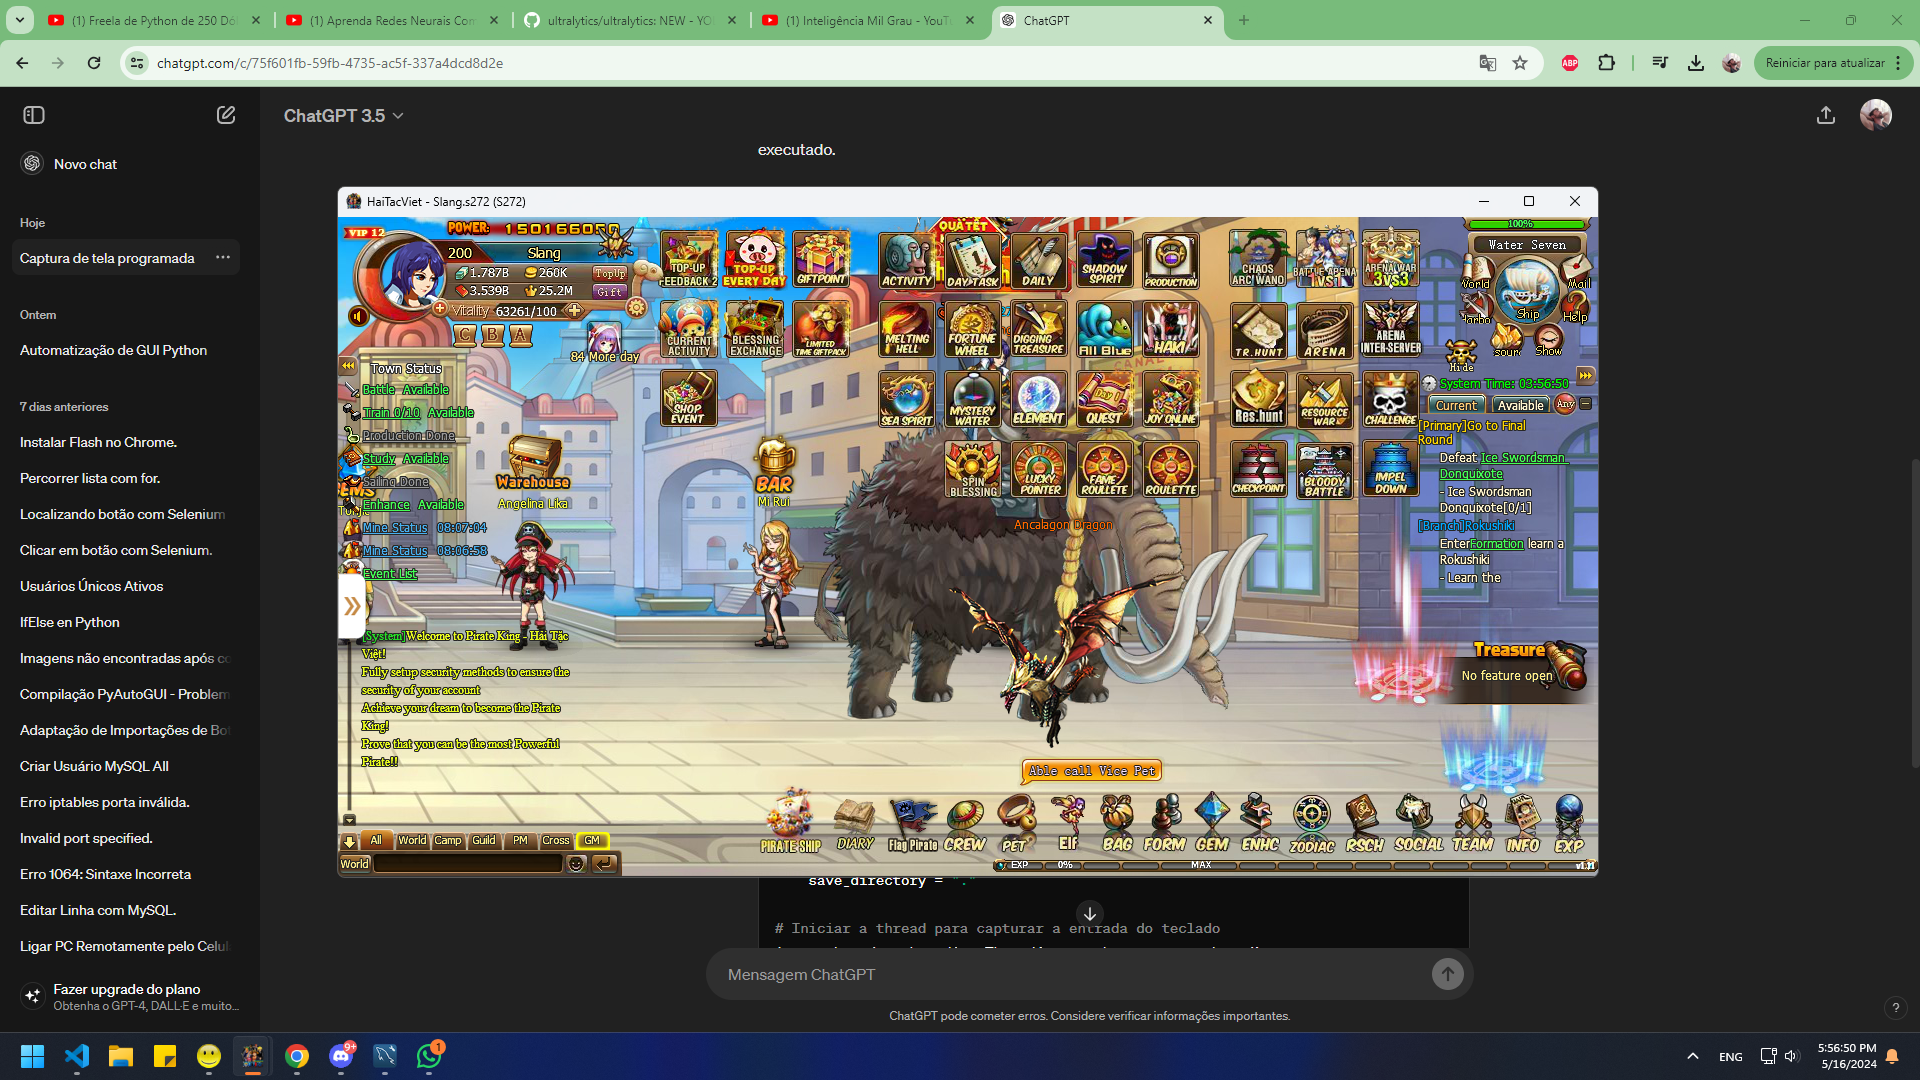 (1) Freela de Python de 250 Dó
(1) Aprenda Redes Neurais Com
ultralytics/ultralytics: NEW - YO
(1) Inteligência Mil Grau - YouTu
ChatGPT
chatgpt.com/c/75f601fb-59fb-4735-ac5f-337a4dcd8d2e
ABP
Reiniciar para atualizar
ChatGPT 3.5
Novo chat
Hoje
Captura de tela programada
Ontem
Automatização de GUI Python
7 dias anteriores
Instalar Flash no Chrome.
Percorrer lista com for.
Localizando botão com Selenium
Clicar em botão com Selenium.
Usuários Únicos Ativos
IfElse en Python
Imagens não encontradas após co
Compilação PyAutoGUI - Problem
Adaptação de Importações de Bot
Criar Usuário MySQL All
Erro iptables porta inválida.
Invalid port specified.
Erro 1064: Sintaxe Incorreta
Editar Linha com MySQL.
Ligar PC Remotamente pelo Celula
Fazer upgrade do plano
Obtenha o GPT-4, DALL·E e muito...
executado.
HaiTacViet - Slang.s272 (S272)
VIP 12
POWER: 1501660
200 Slang
1.787B 260K TopUp
3.539B 25.2M Gift
Vitality 63261/100
C B A
84 More day
TOP-UP FEEDBACK 2
TOP-UP EVERY DAY
GIFTPOINT
QUÀ TẾT
ACTIVITY
DAY TASK
DAILY
SHADOW SPIRIT
PRODUCTION
CHAOS ARC WANO
BATTLE ARENA VS1
ARENA WAR 3VS3
CURRENT ACTIVITY
BLESSING EXCHANGE
LIMITED TIME GIFTPACK
MELTING HELL
FORTUNE WHEEL
DIGGING TREASURE
All Blue
HAKI
TR.HUNT
ARENA
ARENA INTER-SERVER
SHOP EVENT
SEA SPIRIT
MYSTERY WATER
ELEMENT
Day 1
QUEST
JOY ONLINE
Res.hunt
RESOURCE WAR
CHALLENGE
SPIN BLESSING
LUCKY POINTER
FAME ROULLETE
ROULETTE
CHECKPOINT
BLOODY BATTLE
IMPEL DOWN
100%
Water Seven
World
Mail
Ship
Help
Show
Hide
System Time: 03:56:50
Current Available Any
[Primary]Go to Final
Round
Defeat Ice Swordsman
Donquixote
- Ice Swordsman
Donquixote[0/1]
[Branch]Rokushiki
EnterFormation learn a
Rokushiki
- Learn the
Town Status
Battle Available
Train 0/10 Available
Production Done
Study Available
Sailing Done
Enhance Available
Mine Status 08:07:04
Mine Status 08:06:58
Event List
Warehouse
Angelina Lika
BAR
Mi Rui
Ancalagon Dragon
[System]Welcome to Pirate King - Hải Tặc
Việt!
Fully setup security methods to ensure the
security of your account
Achieve your dream to become the Pirate
King!
Prove that you can be the most Powerful
Pirate!!
Treasure
No feature open
Able call Vice Pet
All World Camp Guild PM Cross GM
World
PIRATE SHIP
DIARY
Flag Pirate
CREW
PET
Elf
BAG
FORM
GEM
ENHC
ZODIAC
RSCH
SOCIAL
TEAM
INFO
EXP
EXP 0% MAX
save_directory = "."
# Iniciar a thread para capturar a entrada do teclado
Mensagem ChatGPT
ChatGPT pode cometer erros. Considere verificar informações importantes.
?
9+
1
ENG
5:56:50 PM
5/16/2024